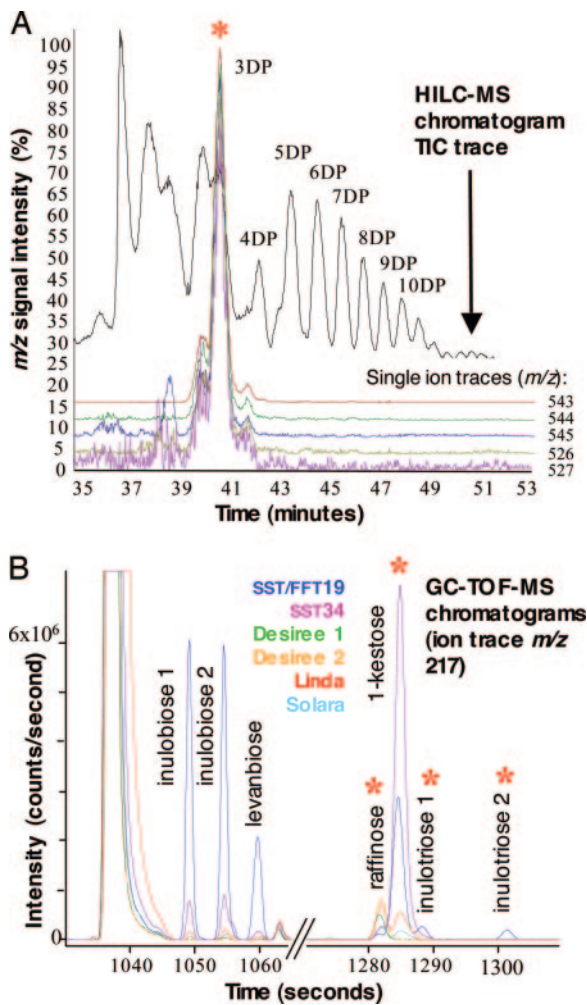 A
*
m/z signal intensity (%)
100
95
90
85
80
75
70
65
60
55
50
45
40
35
30
25
20
15
10
5
0
3DP
4DP
5DP
6DP
7DP
8DP
9DP
10DP
HILC-MS
chromatogram
TIC trace
Single ion traces (m/z):
543
544
545
526
527
35 37 39 41 43 45 47 49 51 53
Time (minutes)
B
Intensity (counts/second)
6x10⁶
0
inulobiose 1
inulobiose 2
levanbiose
SST/FFT19
SST34
Desiree 1
Desiree 2
Linda
Solara
GC-TOF-MS
chromatograms
(ion trace m/z
217)
*
1-kestose
*
raffinose
*
inulotriose 1
*
inulotriose 2
1040 1050 1060 1280 1290 1300
Time (seconds)